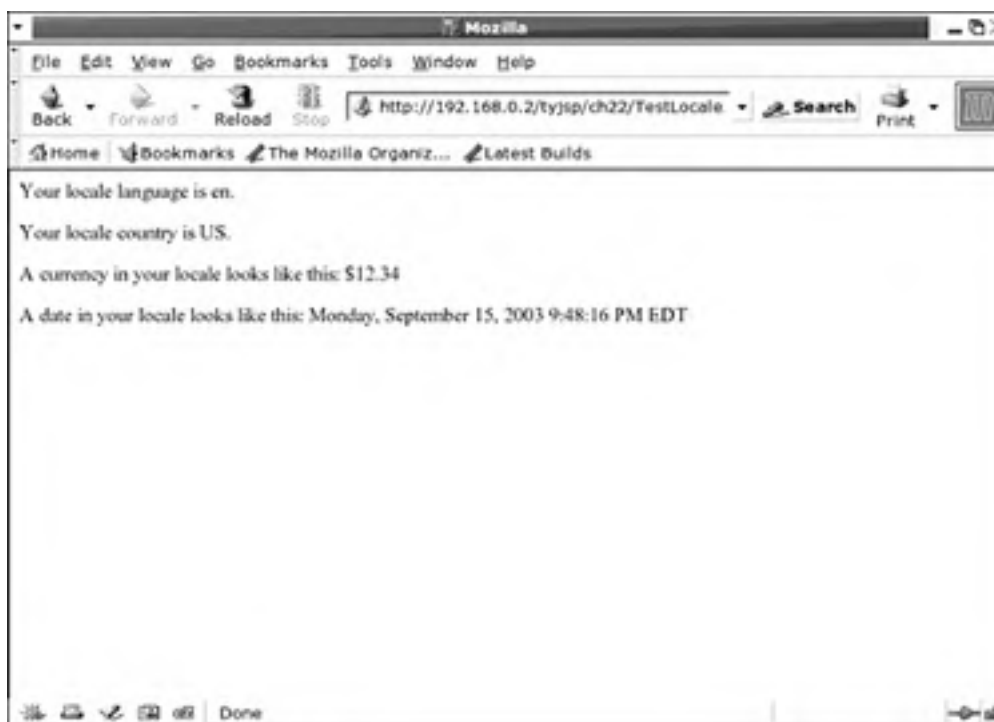 Mozilla
File Edit View Go Bookmarks Tools Window Help
Back Forward Reload Stop http://192.168.0.2/tyjsp/ch22/TestLocale Search Print
Home Bookmarks The Mozilla Organiz... Latest Builds
Your locale language is en.
Your locale country is US.
A currency in your locale looks like this: $12.34
A date in your locale looks like this: Monday, September 15, 2003 9:48:16 PM EDT
Done